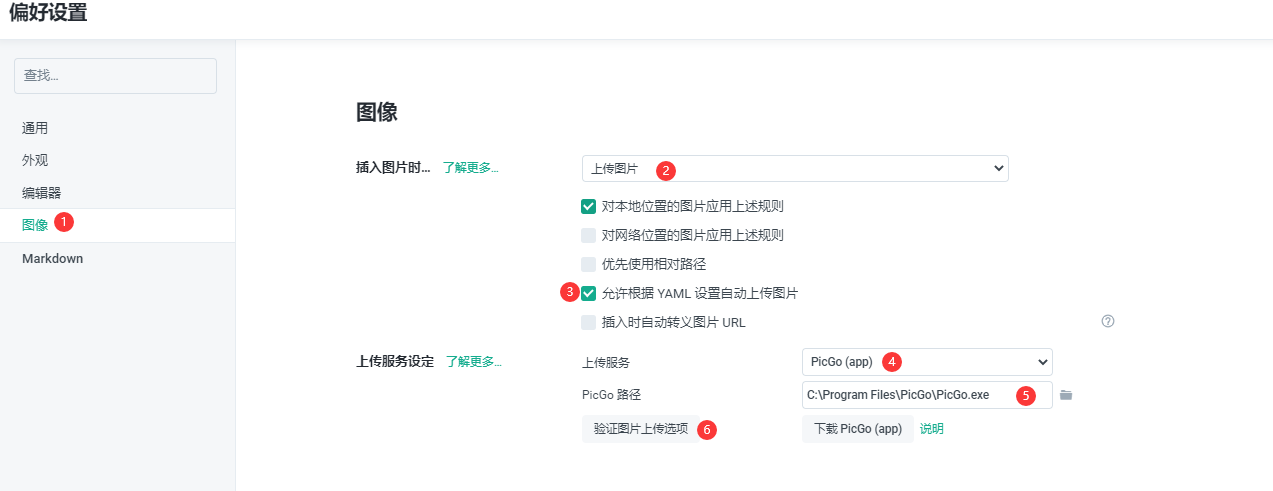 偏好设置
查找...
通用
外观
编辑器
图像 1
Markdown
图像
插入图片时... 了解更多... 上传图片 2
对本地位置的图片应用上述规则
对网络位置的图片应用上述规则
优先使用相对路径
3 允许根据 YAML 设置自动上传图片
插入时自动转义图片 URL ?
上传服务设定 了解更多... 上传服务 PicGo (app) 4
PicGo 路径 C:\Program Files\PicGo\PicGo.exe 5
验证图片上传选项 6 下载 PicGo (app) 说明